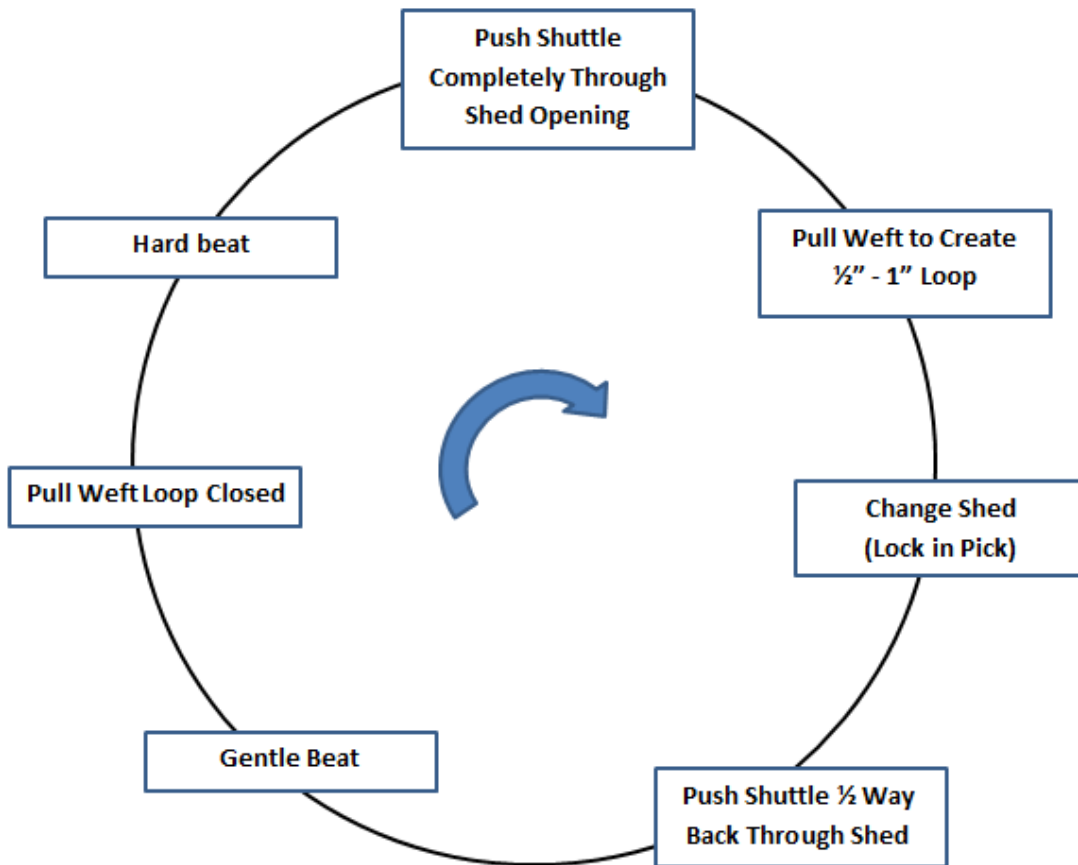 Push Shuttle
Completely Through
Shed Opening
Pull Weft to Create
½” - 1” Loop
Change Shed
(Lock in Pick)
Push Shuttle ½ Way
Back Through Shed
Gentle Beat
Pull Weft Loop Closed
Hard beat